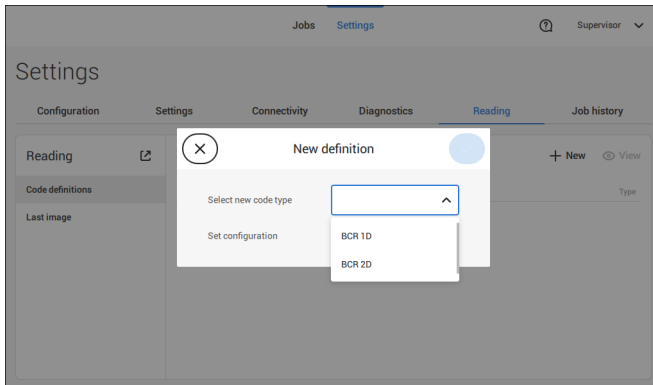 Jobs Settings Supervisor
Settings
Configuration Settings Connectivity Diagnostics Reading Job history
Reading New definition New View
Code definitions Type
Select new code type
Last image
Set configuration BCR 1D
BCR 2D